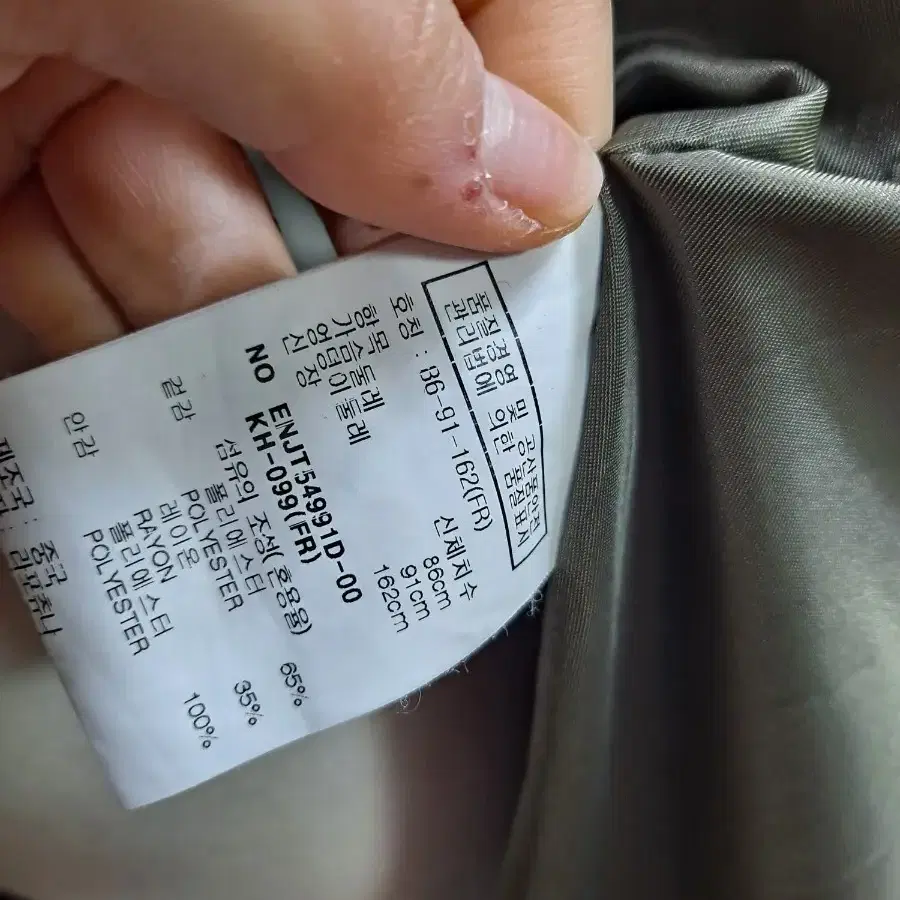 품질경영 및 공산품안전
관리법에 의한 품질표시
호칭 : 86-91-162(FR)
항목 신체치수
가슴둘레 86cm
엉덩이둘레 91cm
신장 162cm
NO ENJT54991D-00
KH-099(FR)
섬유의 조성(혼용율)
겉감 폴리에스터 65%
POLYESTER
레이온 35%
RAYON
안감 폴리에스터 100%
POLYESTER
제조국 : 중국